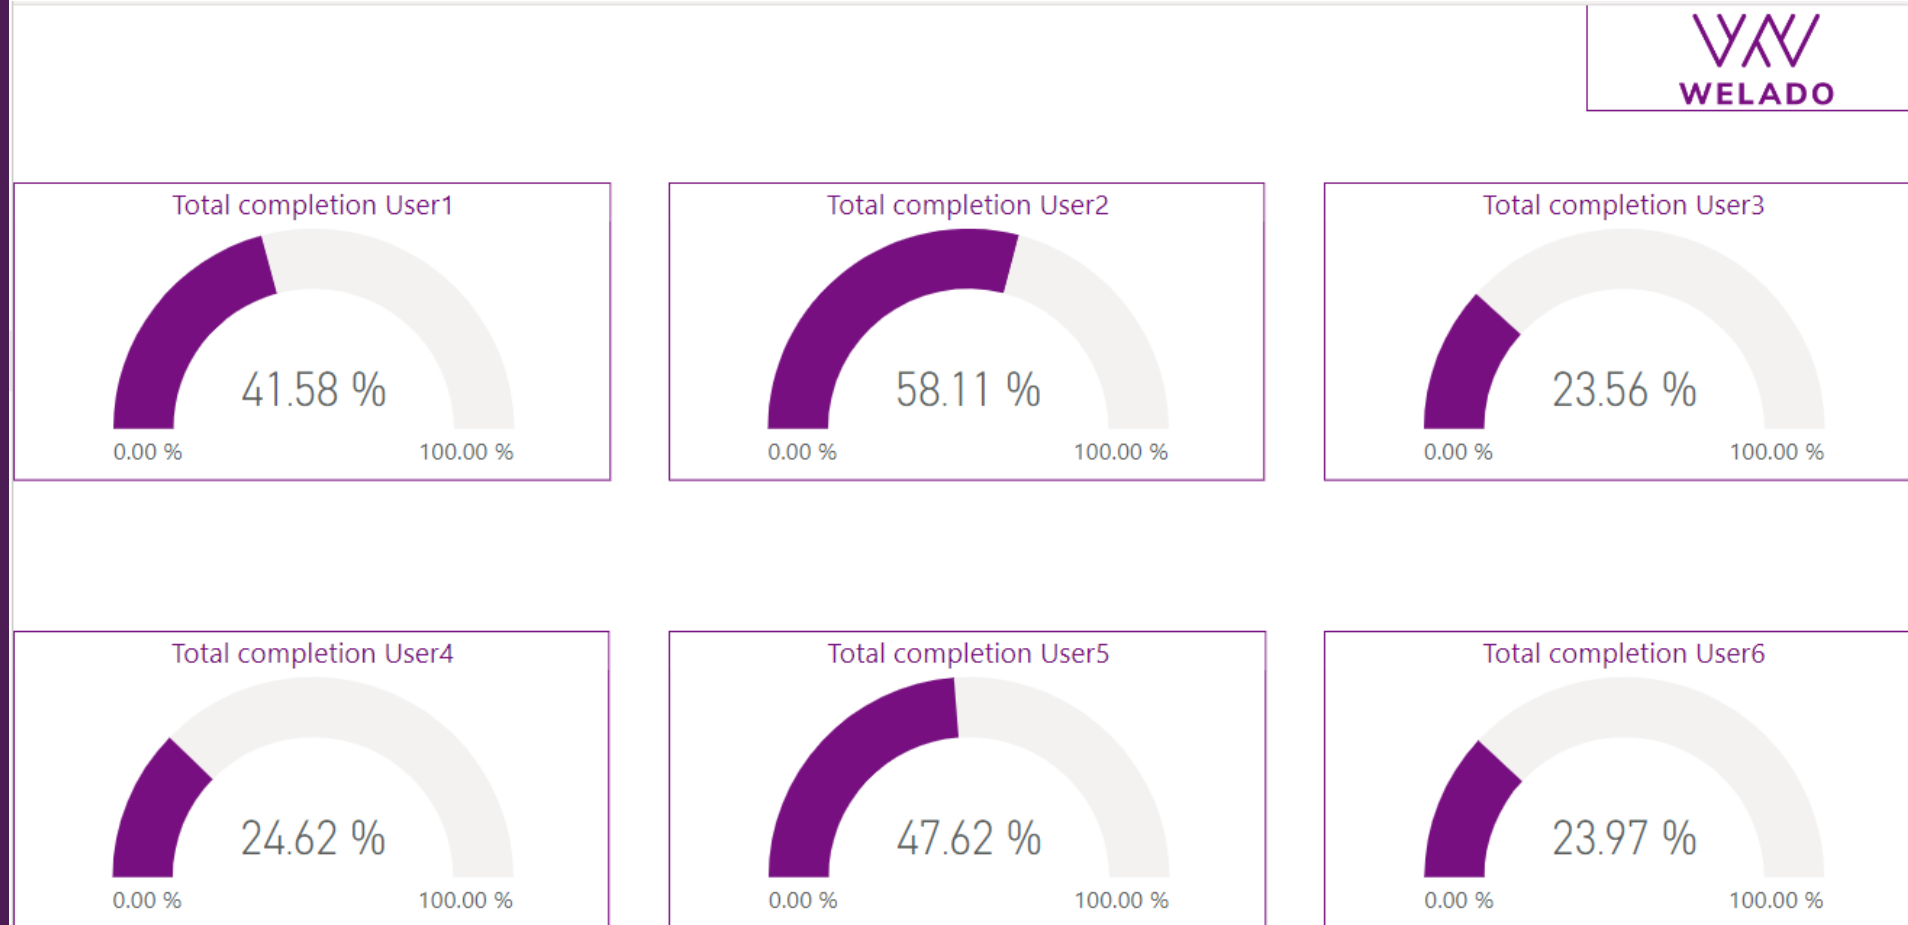 WELADO
Total completion User1
41.58 %
0.00 %
100.00 %
Total completion User2
58.11 %
0.00 %
100.00 %
Total completion User3
23.56 %
0.00 %
100.00 %
Total completion User4
24.62 %
0.00 %
100.00 %
Total completion User5
47.62 %
0.00 %
100.00 %
Total completion User6
23.97 %
0.00 %
100.00 %